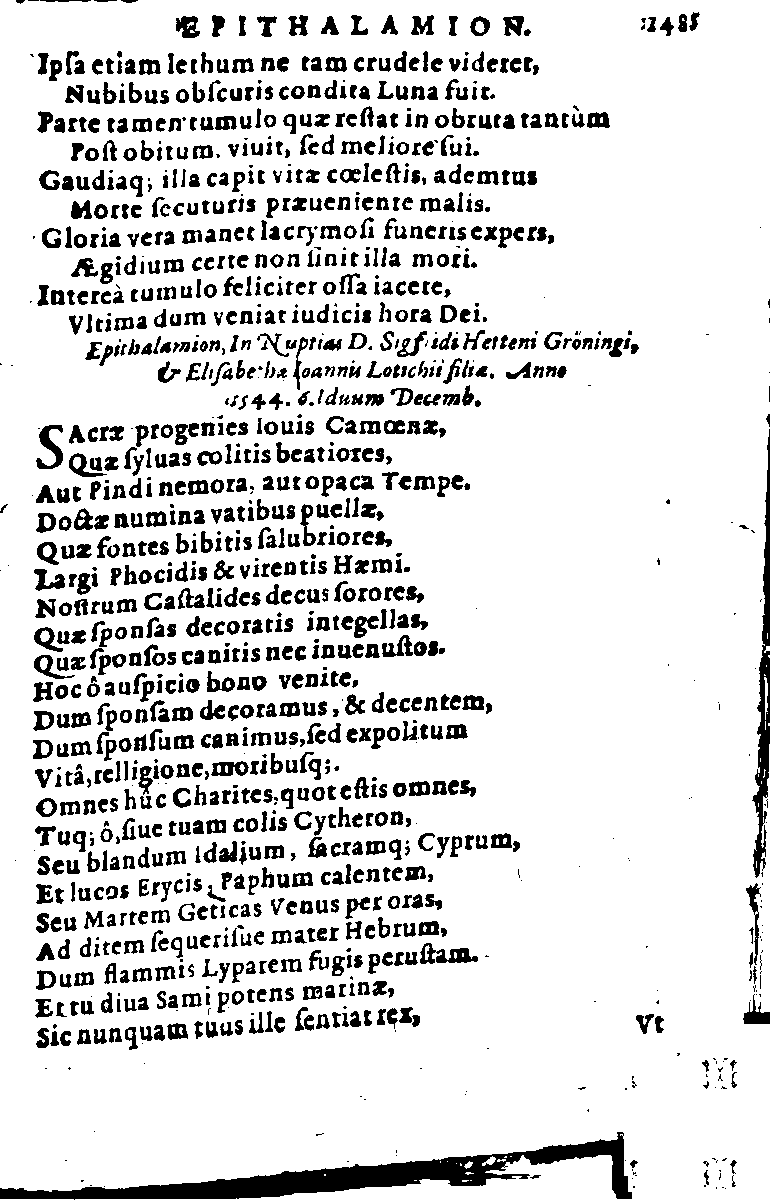 EPITHALAMION. 1485
Ipſa etiam lethum ne tam crudele videret,
Nubibus obſcuris condita Luna fuit.
Parte tamen tumulo quæ reſtat in obruta tantùm
Poſt obitum, viuit, ſed meliore ſui.
Gaudiaq; illa capit vitæ cœleſtis, ademtus
Morte ſecuturis præueniente malis.
Gloria vera manet lacrymoſi funeris expers,
Ægidium certe non ſinit illa mori.
Intereà tumulo feliciter oſſa iacere,
Vltima dum veniat iudicis hora Dei.
Epithalamion, In Nuptias D. Sigfridi Hetteni Gröningi,
& Eliſabethæ Ioannis Lotichii filiæ. Anno
1544. 6. Iduum Decemb.
SAcræ progenies Iouis Camœnæ,
Quæ ſyluas colitis beatiores,
Aut Pindi nemora, aut opaca Tempe.
Doctæ numina vatibus puellæ,
Quæ fontes bibitis ſalubriores,
Largi Phocidis & virentis Hæmi.
Noſtrum Caſtalides decus ſorores,
Quæ ſponſas decoratis integellas,
Quæ ſponſos canitis nec inuenuſtos.
Hoc ô auſpicio bono venite,
Dum ſponſam decoramus, & decentem,
Dum ſponſum canimus, ſed expolitum
Vitâ, relligione, moribuſq;.
Omnes hûc Charites, quot eſtis omnes,
Tuq; ô, ſiue tuam colis Cytheron,
Seu blandum Idalium, ſacramq; Cyprum,
Et lucos Erycis, Paphum calentem,
Seu Martem Geticas Venus per oras,
Ad ditem ſequeriſue mater Hebrum,
Dum flammis Lyparem fugis peruſtam.
Et tu diua Sami potens marinæ,
Sic nunquam tuus ille ſentiat rex,
Vt